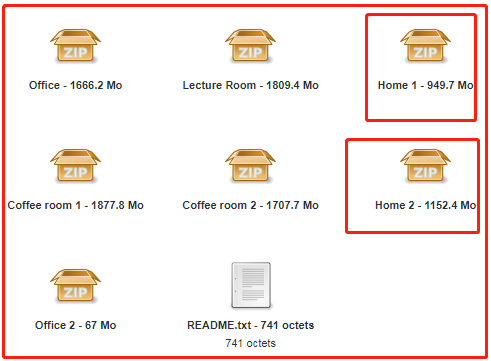 ZIP ZIP ZIP
Office - 1666.2 Mo Lecture Room - 1809.4 Mo Home 1 - 949.7 Mo
ZIP ZIP ZIP
Coffee room 1 - 1877.8 Mo Coffee room 2 - 1707.7 Mo Home 2 - 1152.4 Mo
ZIP
Office 2 - 67 Mo README.txt - 741 octets
741 octets